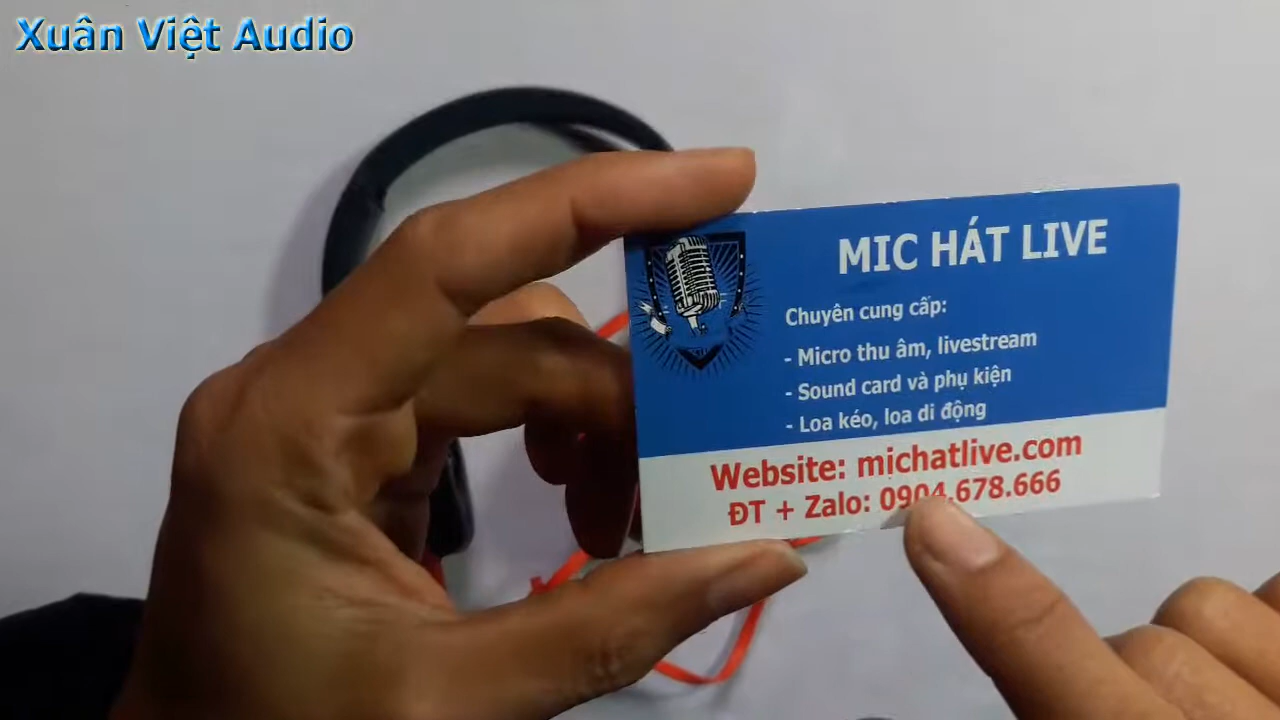 Xuân Việt Audio
MIC HÁT LIVE
Chuyên cung cấp:
- Micro thu âm, livestream
- Sound card và phụ kiện
- Loa kéo, loa di động
Website: michatlive.com
ĐT + Zalo: 0904.678.666